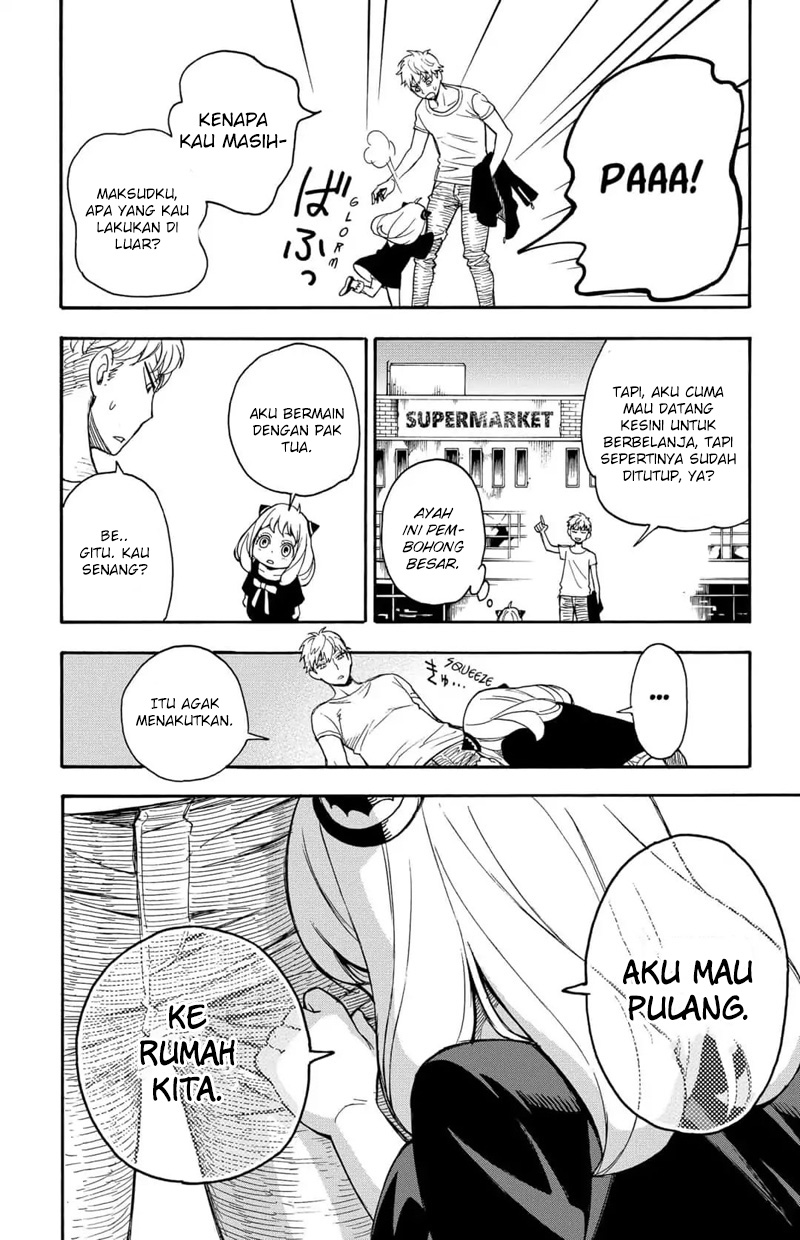 PAAA!
KENAPA
KAU MASIH-
MAKSUDKU,
APA YANG KAU
LAKUKAN DI
LUAR?
ばふっ
GLORM
TAPI, AKU CUMA
MAU DATANG
KESINI UNTUK
BERBELANJA, TAPI
SEPERTINYA SUDAH
DITUTUP, YA?
SUPERMARKET
AYAH
INI PEM-
BOHONG
BESAR.
AKU BERMAIN
DENGAN PAK
TUA.
BE..
GITU. KAU
SENANG?
...
SQUEEZE
きゅ...
ITU AGAK
MENAKUTKAN.
AKU MAU
PULANG.
KE
RUMAH
KITA.